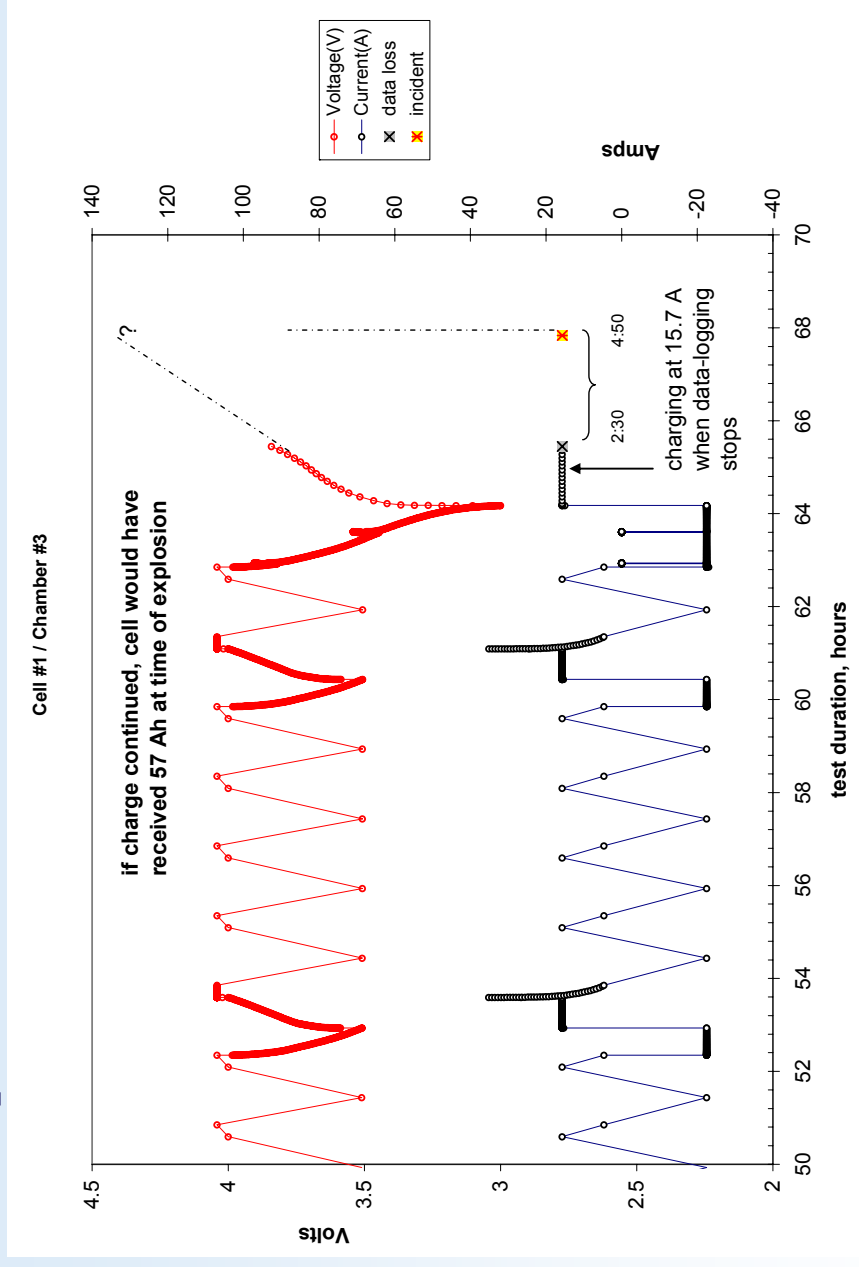 Cell #1 / Chamber #3
if charge continued, cell would have
received 57 Ah at time of explosion
?
4.5
4
3.5
3
2.5
2
Volts
140
120
100
80
60
40
20
0
-20
-40
Amps
50
52
54
56
58
60
62
64
66
68
70
test duration, hours
2:30
4:50
charging at 15.7 A
when data-logging
stops
Voltage(V)
Current(A)
data loss
incident